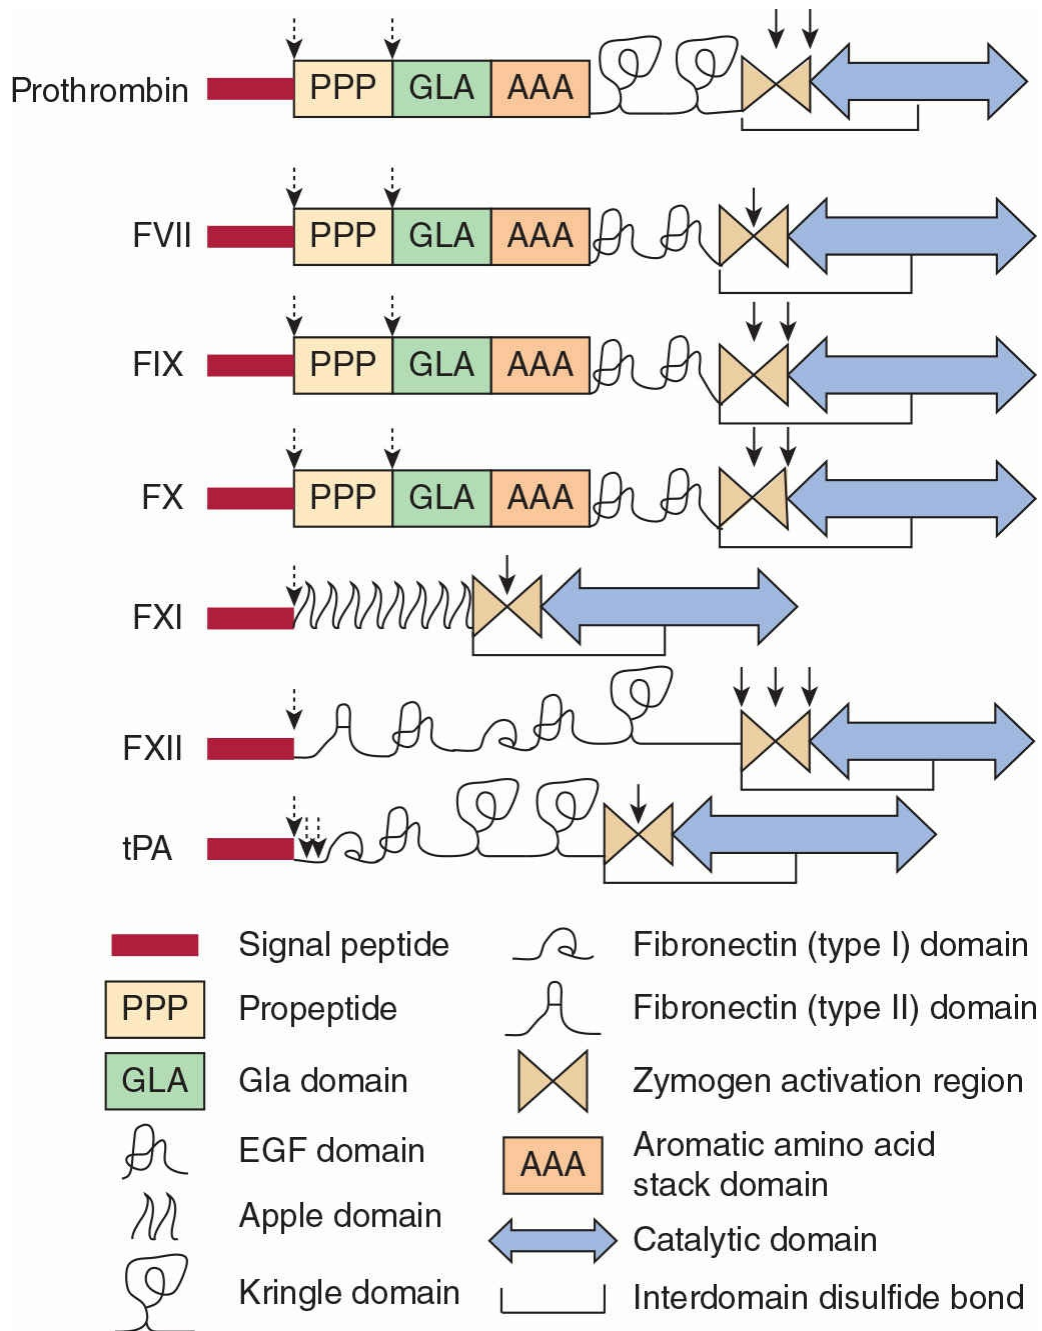 Prothrombin PPP GLA AAA
FVII PPP GLA AAA
FIX PPP GLA AAA
FX PPP GLA AAA
FXI
FXII
tPA
Signal peptide
PPP Propeptide
GLA Gla domain
EGF domain
Apple domain
Kringle domain
Fibronectin (type I) domain
Fibronectin (type II) domain
Zymogen activation region
AAA Aromatic amino acid
stack domain
Catalytic domain
Interdomain disulfide bond